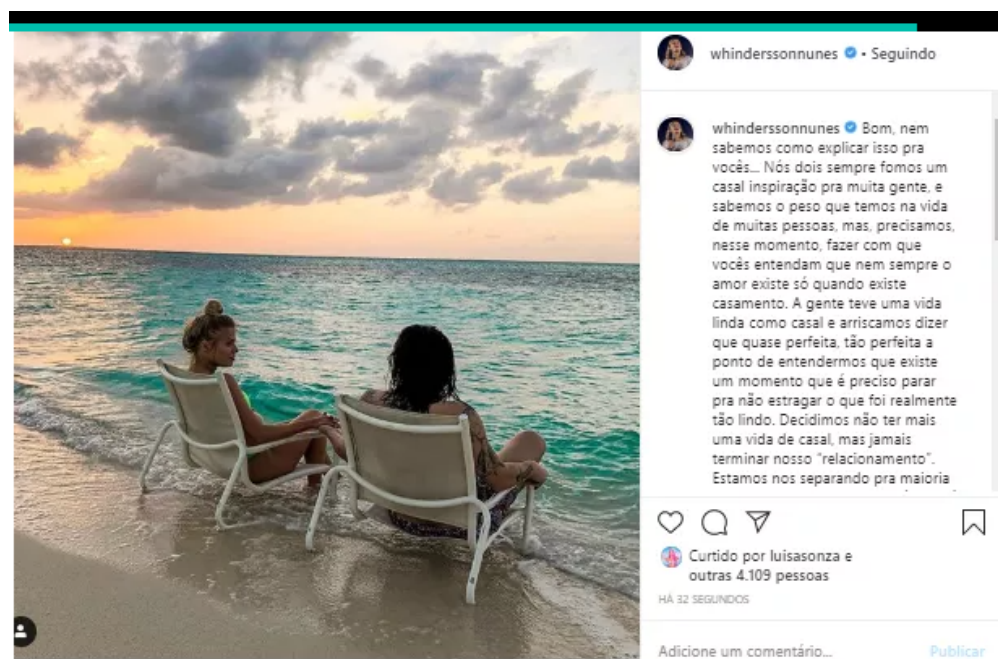 whinderssonnunes • Seguindo
whinderssonnunes Bom, nem
sabemos como explicar isso pra
vocês... Nós dois sempre fomos um
casal inspiração pra muita gente, e
sabemos o peso que temos na vida
de muitas pessoas, mas, precisamos,
nesse momento, fazer com que
vocês entendam que nem sempre o
amor existe só quando existe
casamento. A gente teve uma vida
linda como casal e arriscamos dizer
que quase perfeita, tão perfeita a
ponto de entendermos que existe
um momento que é preciso parar
pra não estragar o que foi realmente
tão lindo. Decidimos não ter mais
uma vida de casal, mas jamais
terminar nosso "relacionamento".
Estamos nos separando pra maioria
Curtido por luisasonza e
outras 4.109 pessoas
HÁ 32 SEGUNDOS
Adicione um comentário... Publicar